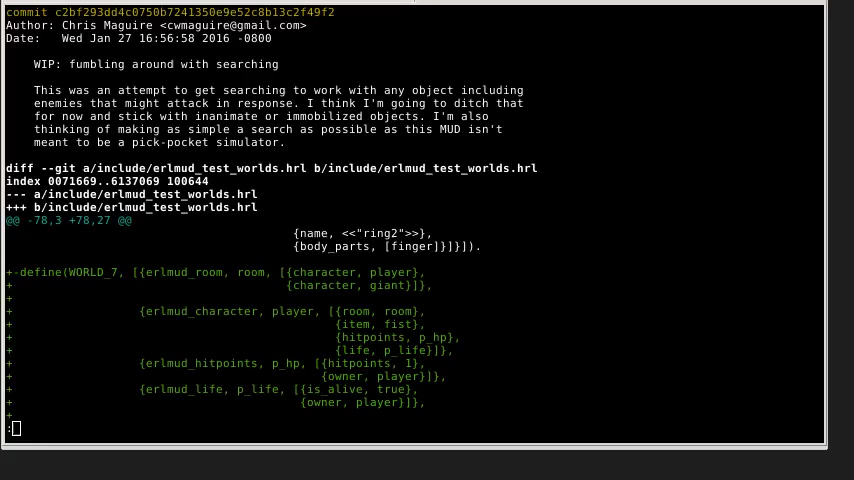 commit c2bf293dd4c0750b7241350e9e52c8b13c2f49f2
Author: Chris Maguire <cwmaguire@gmail.com>
Date:   Wed Jan 27 16:56:58 2016 -0800

    WIP: fumbling around with searching

    This was an attempt to get searching to work with any object including
    enemies that might attack in response. I think I'm going to ditch that
    for now and stick with inanimate or immobilized objects. I'm also
    thinking of making as simple a search as possible as this MUD isn't
    meant to be a pick-pocket simulator.

diff --git a/include/erlmud_test_worlds.hrl b/include/erlmud_test_worlds.hrl
index 0071669..6137069 100644
--- a/include/erlmud_test_worlds.hrl
+++ b/include/erlmud_test_worlds.hrl
@@ -78,3 +78,27 @@
                                         {name, <<"ring2">>},
                                         {body_parts, [finger]}]}]).

+-define(WORLD_7, [{erlmud_room, room, [{character, player},
+                                       {character, giant}]},
+
+                  {erlmud_character, player, [{room, room},
+                                              {item, fist},
+                                              {hitpoints, p_hp},
+                                              {life, p_life}]},
+                  {erlmud_hitpoints, p_hp, [{hitpoints, 1},
+                                            {owner, player}]},
+                  {erlmud_life, p_life, [{is_alive, true},
+                                         {owner, player}]},
+
: